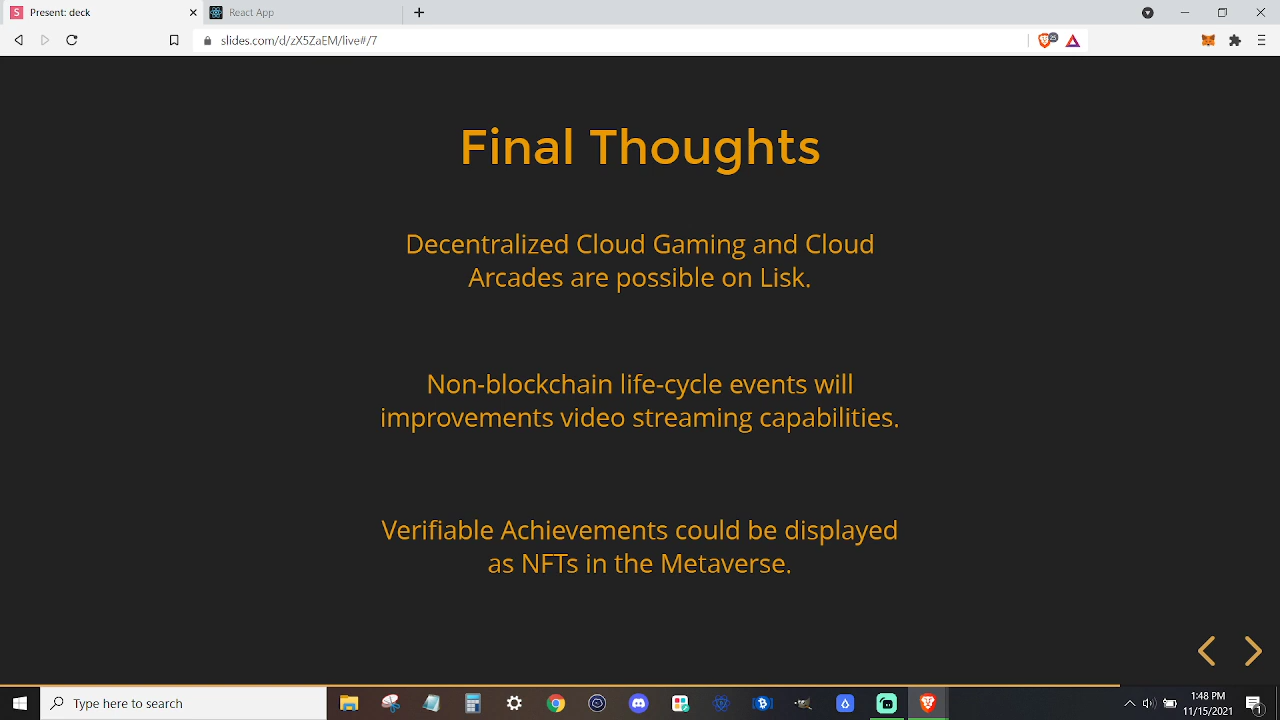 Present: deck
React App
slides.com/d/zX5ZaEM/live#/7
25
Final Thoughts
Decentralized Cloud Gaming and Cloud
Arcades are possible on Lisk.
Non-blockchain life-cycle events will
improvements video streaming capabilities.
Verifiable Achievements could be displayed
as NFTs in the Metaverse.
Type here to search
1:48 PM
11/15/2021